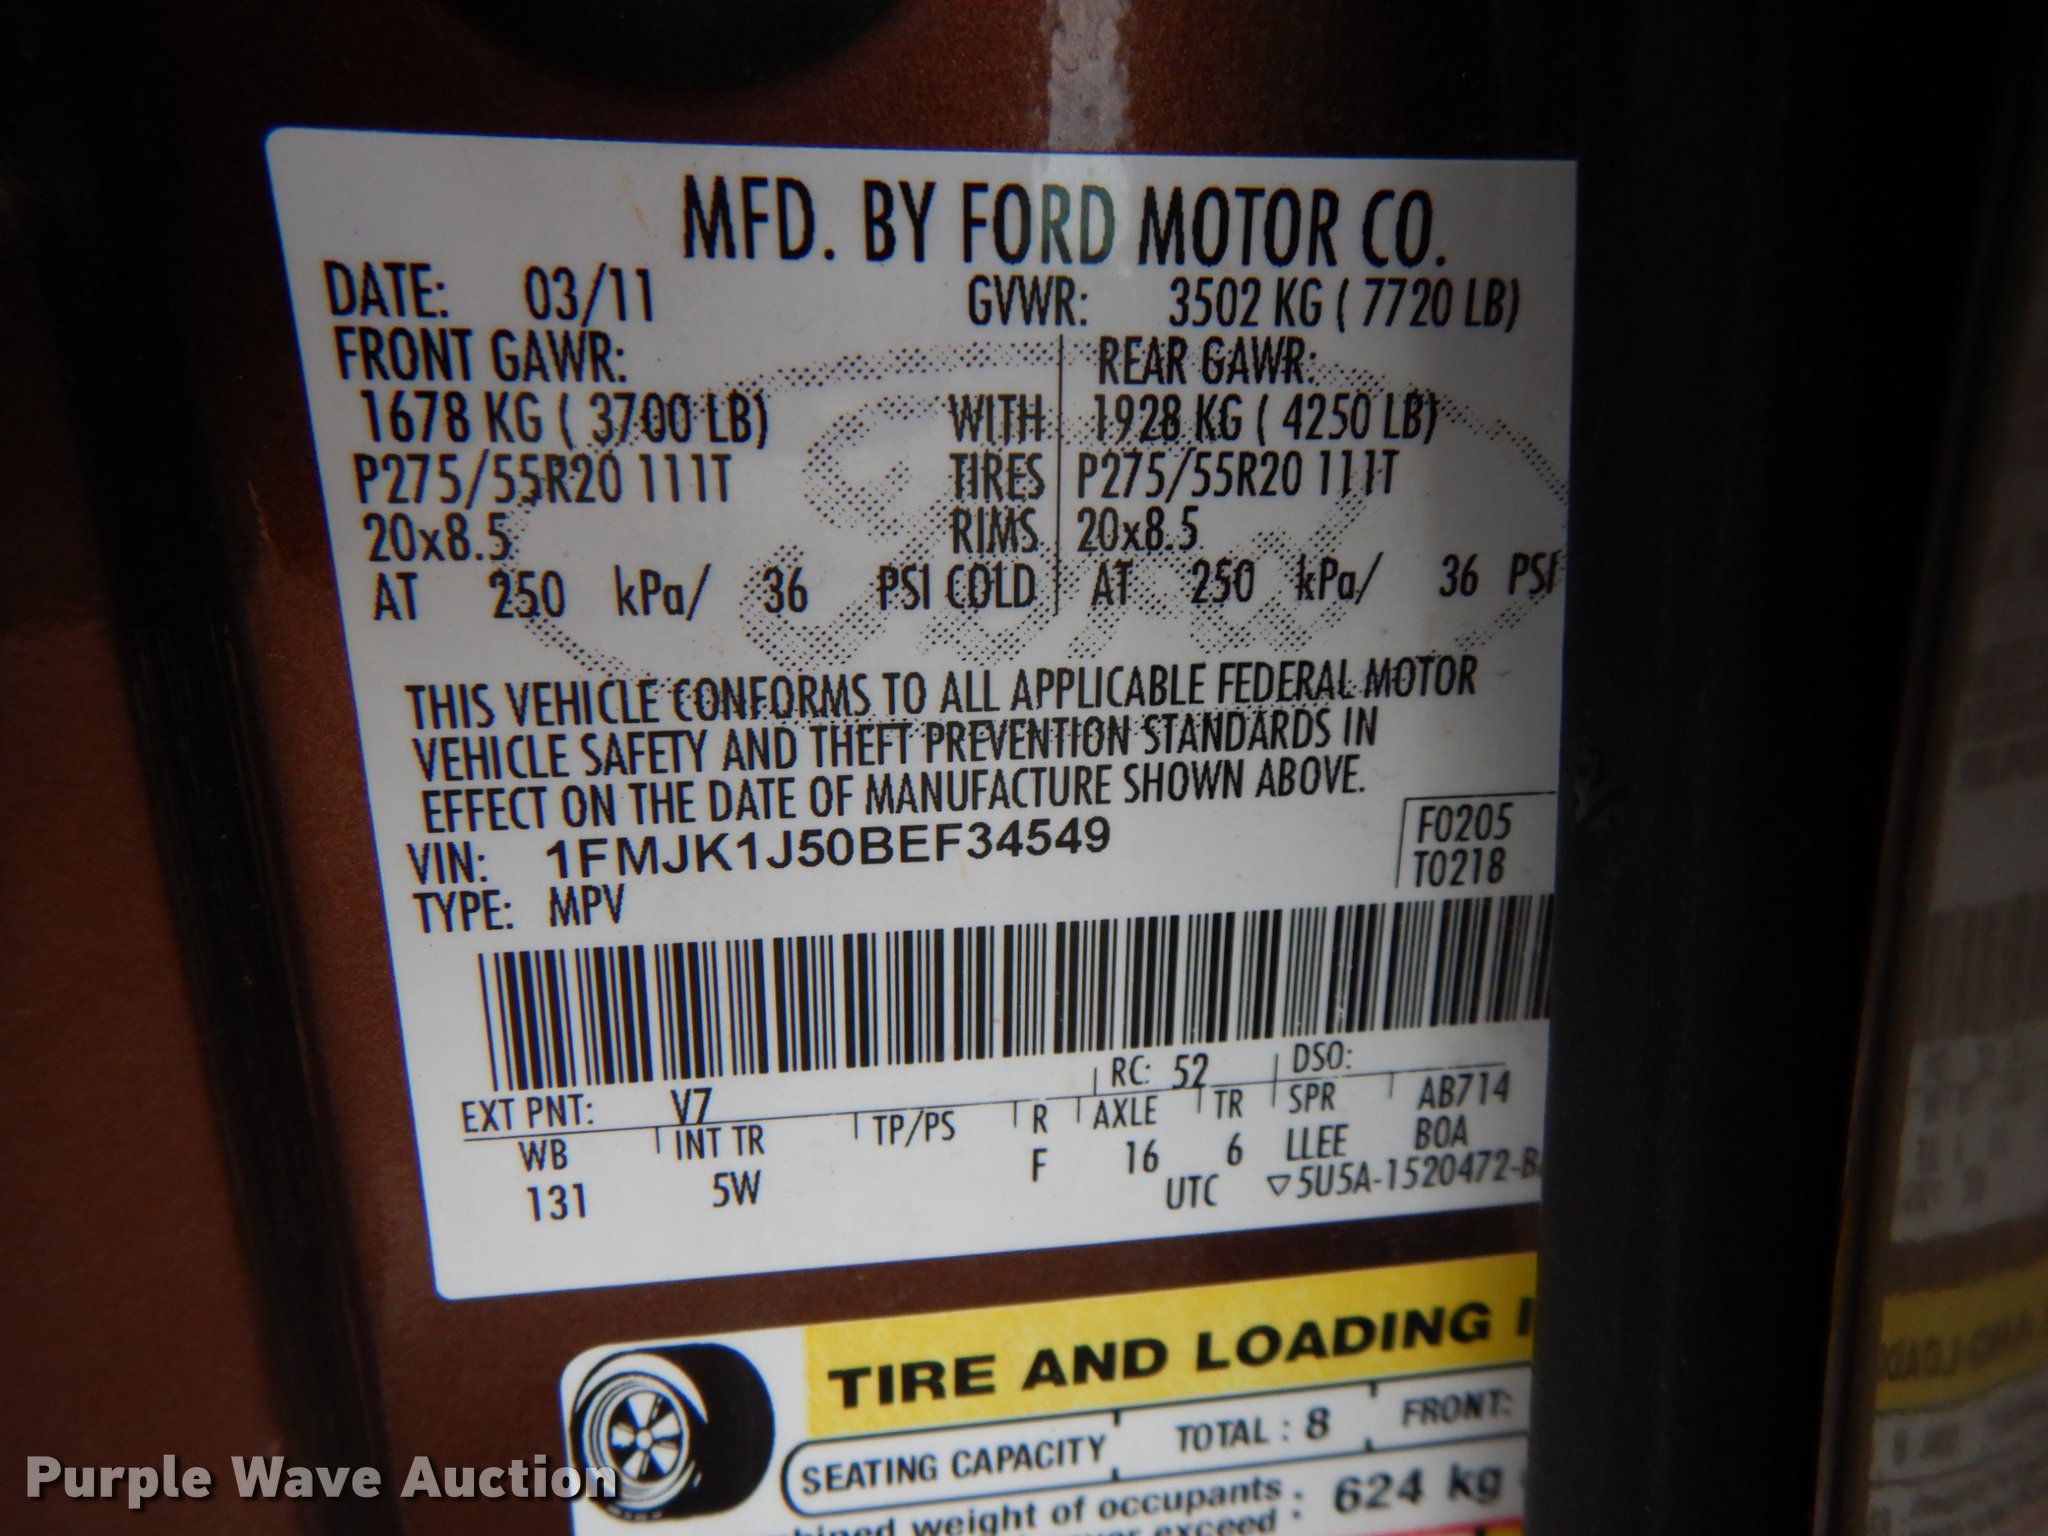 MFD. BY FORD MOTOR CO.
DATE: 03/11 GVWR: 3502 KG ( 7720 LB)
FRONT GAWR: REAR GAWR:
1678 KG ( 3700 LB) WITH 1928 KG ( 4250 LB)
P275/55R20 111T TIRES P275/55R20 111T
20x8.5 RIMS 20x8.5
AT 250 kPa/ 36 PSI COLD AT 250 kPa/ 36 PSI
THIS VEHICLE CONFORMS TO ALL APPLICABLE FEDERAL MOTOR
VEHICLE SAFETY AND THEFT PREVENTION STANDARDS IN
EFFECT ON THE DATE OF MANUFACTURE SHOWN ABOVE.
VIN: 1FMJK1J50BEF34549 F0205
TYPE: MPV T0218
RC: 52 DSO:
EXT PNT: V7
WB INT TR TP/PS R AXLE TR SPR AB714
131 5W F 16 6 LLEE BOA
UTC ▽5U5A-1520472-B
TIRE AND LOADING
SEATING CAPACITY TOTAL : 8 FRONT:
weight of occupants : 624 kg
exceed :
Purple Wave Auction